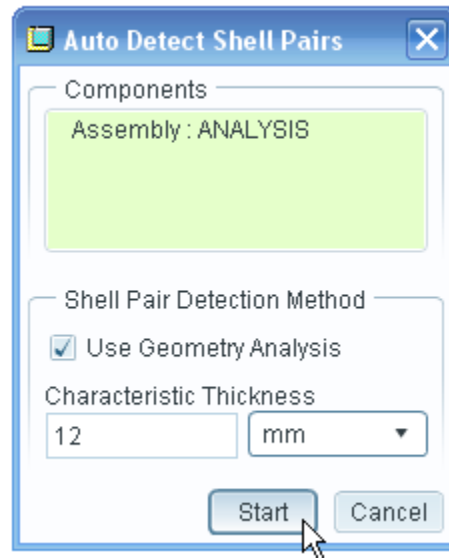 Auto Detect Shell Pairs
Components
Assembly : ANALYSIS
Shell Pair Detection Method
Use Geometry Analysis
Characteristic Thickness
12 mm
Start Cancel